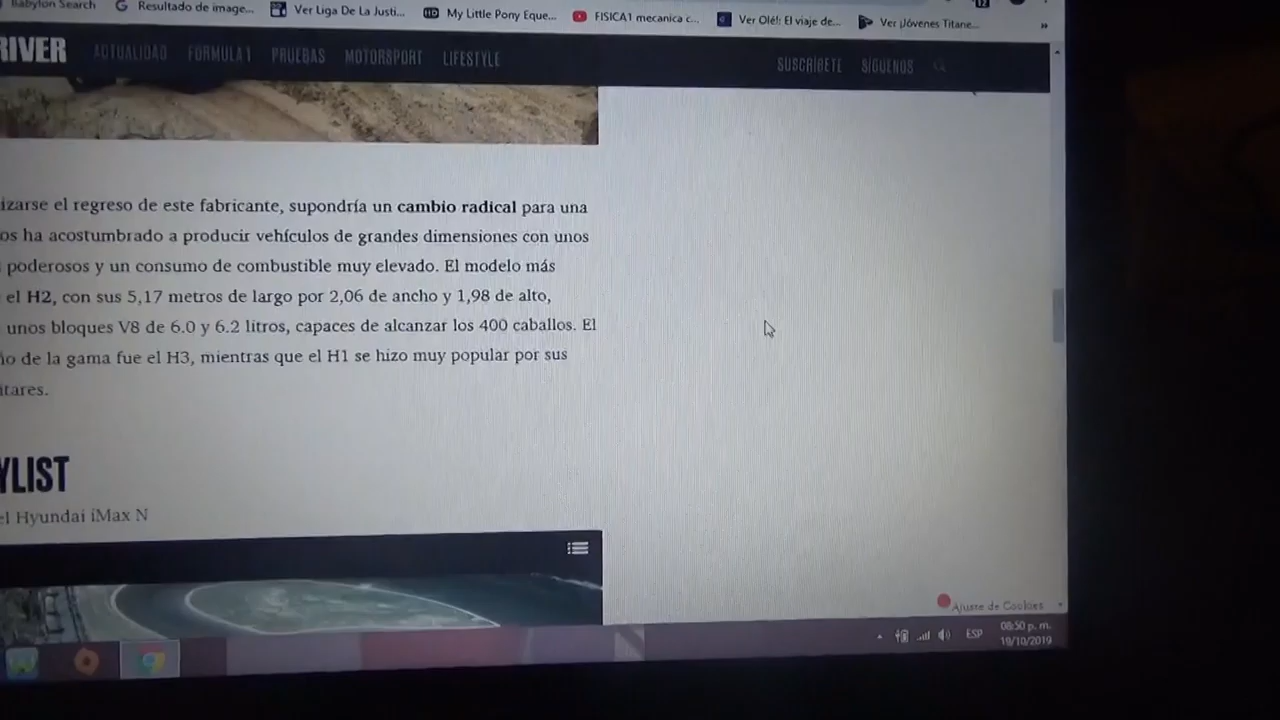 Babylon Search Resultado de image... Ver Liga De La Justi... My Little Pony Eque... FISICA1 mecanica c... Ver Olé!: El viaje de... Ver ¡Jóvenes Titane... »
RIVER ACTUALIDAD FÓRMULA 1 PRUEBAS MOTORSPORT LIFESTYLE SUSCRÍBETE SÍGUENOS
izarse el regreso de este fabricante, supondría un cambio radical para una
os ha acostumbrado a producir vehículos de grandes dimensiones con unos
poderosos y un consumo de combustible muy elevado. El modelo más
el H2, con sus 5,17 metros de largo por 2,06 de ancho y 1,98 de alto,
unos bloques V8 de 6.0 y 6.2 litros, capaces de alcanzar los 400 caballos. El
ño de la gama fue el H3, mientras que el H1 se hizo muy popular por sus
itares.
YLIST
el Hyundai iMax N
Ajuste de Cookies
ESP 08:50 p. m.
19/10/2019